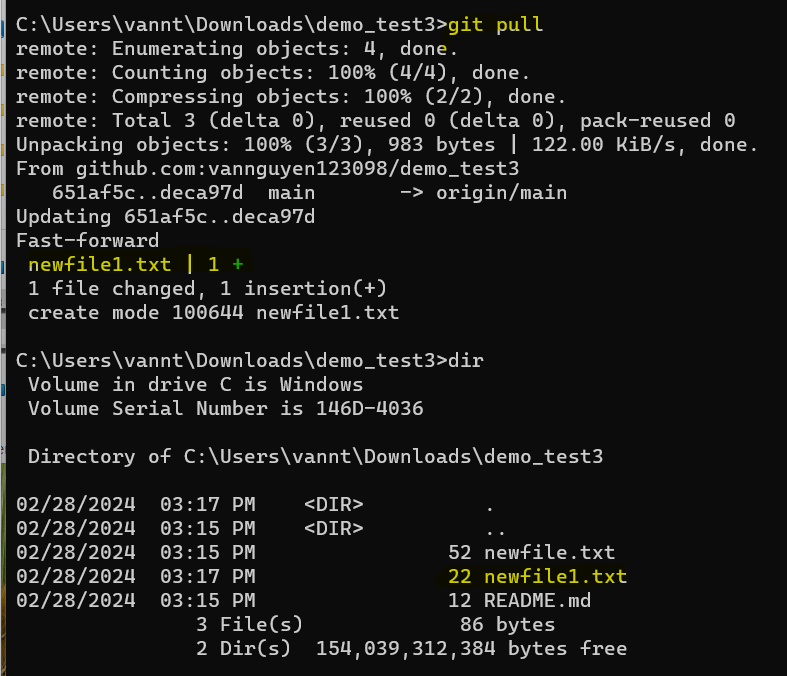 C:\Users\vannt\Downloads\demo_test3>git pull
remote: Enumerating objects: 4, done.
remote: Counting objects: 100% (4/4), done.
remote: Compressing objects: 100% (2/2), done.
remote: Total 3 (delta 0), reused 0 (delta 0), pack-reused 0
Unpacking objects: 100% (3/3), 983 bytes | 122.00 KiB/s, done.
From github.com:vannguyen123098/demo_test3
   651af5c..deca97d  main       -> origin/main
Updating 651af5c..deca97d
Fast-forward
 newfile1.txt | 1 +
 1 file changed, 1 insertion(+)
 create mode 100644 newfile1.txt
C:\Users\vannt\Downloads\demo_test3>dir
 Volume in drive C is Windows
 Volume Serial Number is 146D-4036
 Directory of C:\Users\vannt\Downloads\demo_test3
02/28/2024  03:17 PM    <DIR>          .
02/28/2024  03:15 PM    <DIR>          ..
02/28/2024  03:15 PM                52 newfile.txt
02/28/2024  03:17 PM                22 newfile1.txt
02/28/2024  03:15 PM                12 README.md
               3 File(s)             86 bytes
               2 Dir(s)  154,039,312,384 bytes free